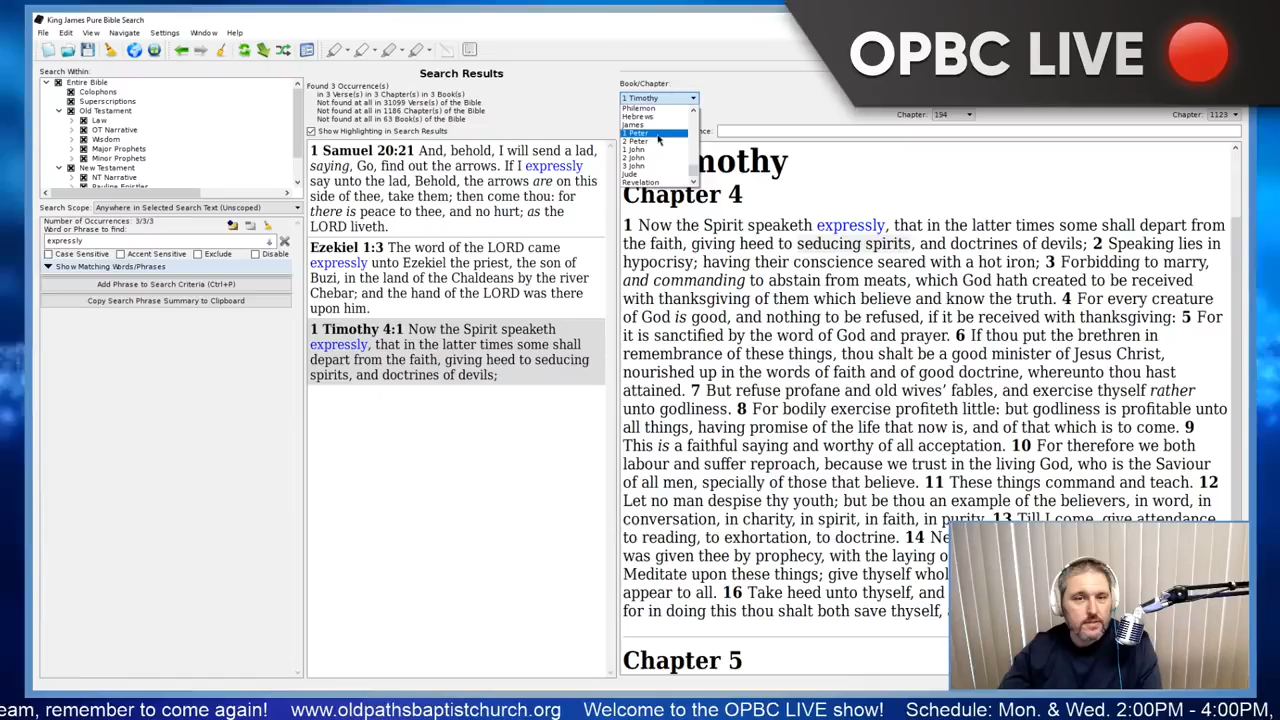 King James Pure Bible Search
OPBC LIVE
File Edit View Navigate Settings Window Help
Search Within:
Entire Bible
Colophons
Superscriptions
Old Testament
Law
OT Narrative
Wisdom
Major Prophets
Minor Prophets
New Testament
NT Narrative
Pauline Epistles
Search Scope: Anywhere in Selected Search Text (Unscoped)
Number of Occurrences: 3/3/3
Word or Phrase to find:
expressly
Case Sensitive Accent Sensitive Exclude Disable
Show Matching Words/Phrases
Add Phrase to Search Criteria (Ctrl+P)
Copy Search Phrase Summary to Clipboard
Search Results
Found 3 Occurrence(s)
in 3 Verse(s) in 3 Chapter(s) in 3 Book(s)
Not found at all in 31099 Verse(s) of the Bible
Not found at all in 1186 Chapter(s) of the Bible
Not found at all in 63 Book(s) of the Bible
Show Highlighting in Search Results
1 Samuel 20:21 And, behold, I will send a lad,
saying, Go, find out the arrows. If I expressly
say unto the lad, Behold, the arrows are on this
side of thee, take them; then come thou: for
there is peace to thee, and no hurt; as the
LORD liveth.
Ezekiel 1:3 The word of the LORD came
expressly unto Ezekiel the priest, the son of
Buzi, in the land of the Chaldeans by the river
Chebar; and the hand of the LORD was there
upon him.
1 Timothy 4:1 Now the Spirit speaketh
expressly, that in the latter times some shall
depart from the faith, giving heed to seducing
spirits, and doctrines of devils;
Book/Chapter:
1 Timothy
Philemon
Hebrews
James
1 Peter
2 Peter
1 John
2 John
3 John
Jude
Revelation
Chapter: 194
Chapter: 1123
nce:
mothy
Chapter 4
1 Now the Spirit speaketh expressly, that in the latter times some shall depart from
the faith, giving heed to seducing spirits, and doctrines of devils; 2 Speaking lies in
hypocrisy; having their conscience seared with a hot iron; 3 Forbidding to marry,
and commanding to abstain from meats, which God hath created to be received
with thanksgiving of them which believe and know the truth. 4 For every creature
of God is good, and nothing to be refused, if it be received with thanksgiving: 5 For
it is sanctified by the word of God and prayer. 6 If thou put the brethren in
remembrance of these things, thou shalt be a good minister of Jesus Christ,
nourished up in the words of faith and of good doctrine, whereunto thou hast
attained. 7 But refuse profane and old wives’ fables, and exercise thyself rather
unto godliness. 8 For bodily exercise profiteth little: but godliness is profitable unto
all things, having promise of the life that now is, and of that which is to come. 9
This is a faithful saying and worthy of all acceptation. 10 For therefore we both
labour and suffer reproach, because we trust in the living God, who is the Saviour
of all men, specially of those that believe. 11 These things command and teach. 12
Let no man despise thy youth; but be thou an example of the believers, in word, in
conversation, in charity, in spirit, in faith, in purity. 13 Till I come, give attendance
to reading, to exhortation, to doctrine. 14 Ne
was given thee by prophecy, with the laying o
Meditate upon these things; give thyself whol
appear to all. 16 Take heed unto thyself, and
for in doing this thou shalt both save thyself,
Chapter 5
eam, remember to come again! www.oldpathsbaptistchurch.org Welcome to the OPBC LIVE show! Schedule: Mon. & Wed. 2:00PM - 4:00PM,